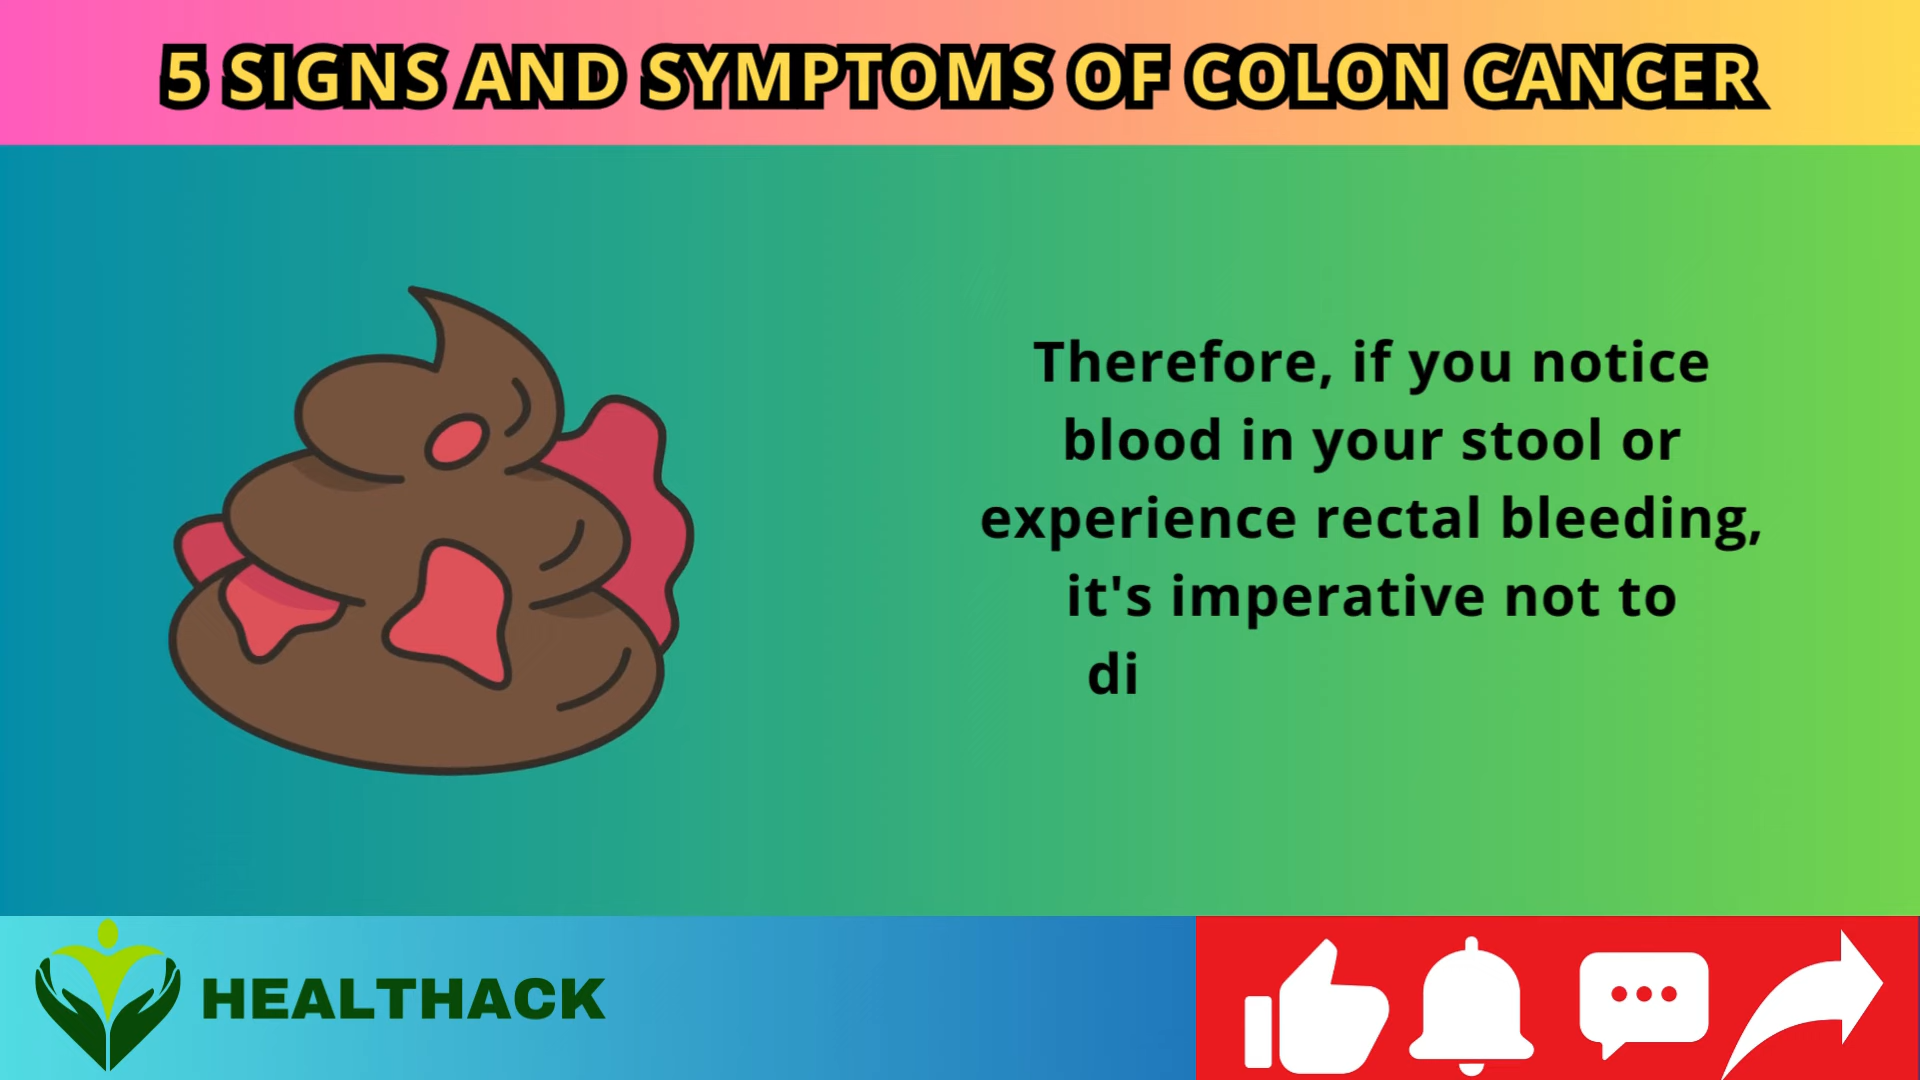 5 SIGNS AND SYMPTOMS OF COLON CANCER
Therefore, if you notice
blood in your stool or
experience rectal bleeding,
it's imperative not to
di
HEALTHACK